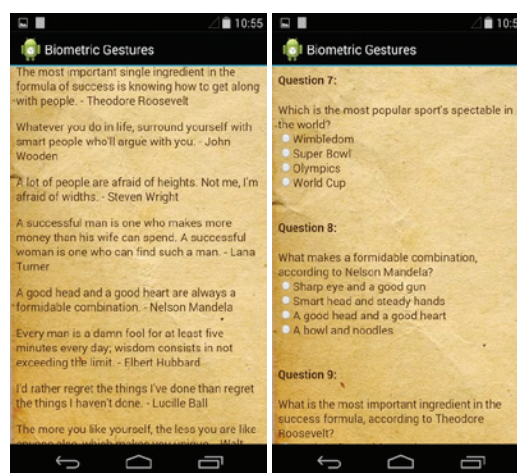 10:55
Biometric Gestures
The most important single ingredient in the
formula of success is knowing how to get along
with people. - Theodore Roosevelt
Whatever you do in life, surround yourself with
smart people who'll argue with you. - John
Wooden
A lot of people are afraid of heights. Not me, I'm
afraid of widths. - Steven Wright
A successful man is one who makes more
money than his wife can spend. A successful
woman is one who can find such a man. - Lana
Turner
A good head and a good heart are always a
formidable combination. - Nelson Mandela
Every man is a damn fool for at least five
minutes every day; wisdom consists in not
exceeding the limit. - Elbert Hubbard
I'd rather regret the things I've done than regret
the things I haven't done. - Lucille Ball
The more you like yourself, the less you are like
anyone else, which makes you unique. - Walt
10:5
Biometric Gestures
Question 7:
Which is the most popular sport's spectable in
the world?
Wimbledom
Super Bowl
Olympics
World Cup
Question 8:
What makes a formidable combination,
according to Nelson Mandela?
Sharp eye and a good gun
Smart head and steady hands
A good head and a good heart
A bowl and noodles
Question 9:
What is the most important ingredient in the
success formula, according to Theodore
Roosevelt?